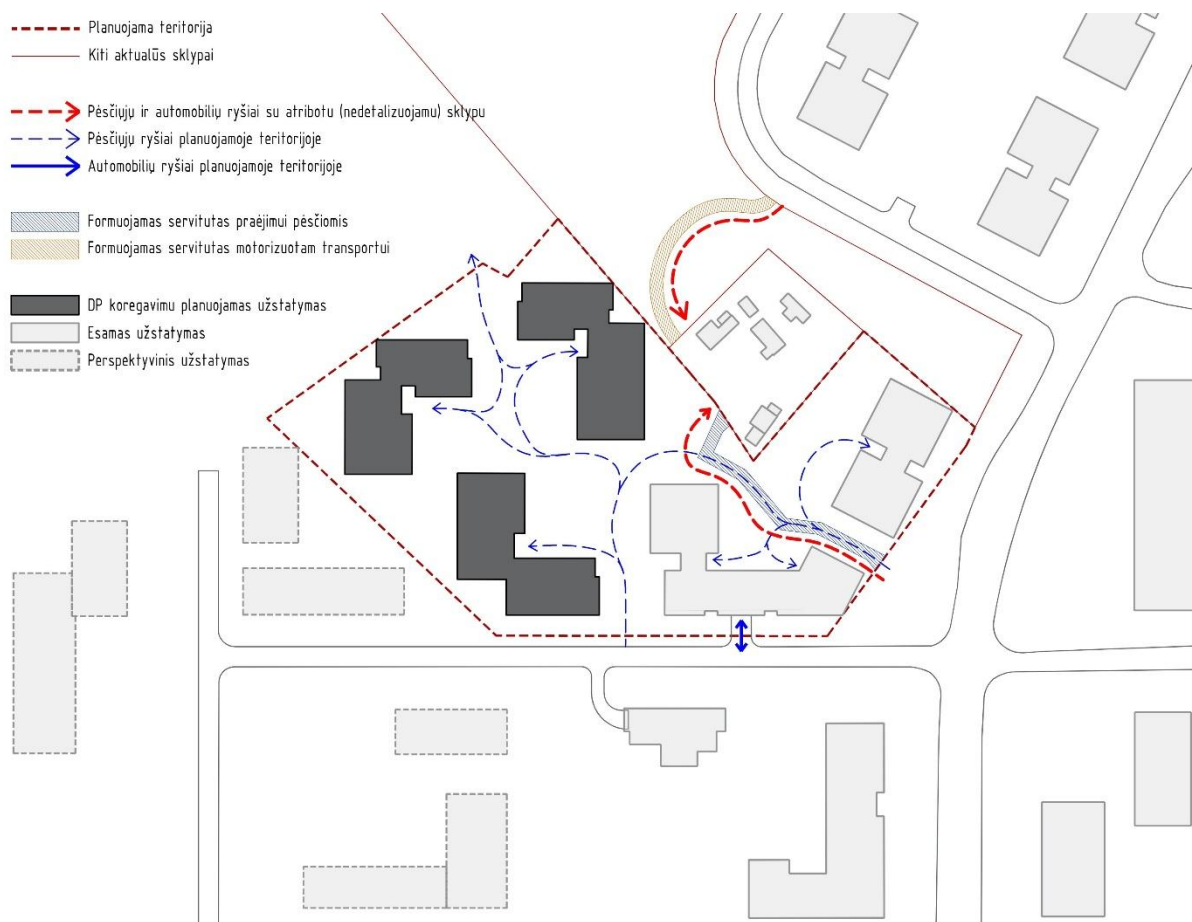 Planuojama teritorija
Kiti aktualūs sklypai
Pėsčiųjų ir automobilių ryšiai su atribotu (nedetalizuojamu) sklypu
Pėsčiųjų ryšiai planuojamoje teritorijoje
Automobilių ryšiai planuojamoje teritorijoje
Formuojamas servitutas praėjimui pėsčiomis
Formuojamas servitutas motorizuotam transportui
DP koregavimu planuojamas užstatymas
Esamas užstatymas
Perspektyvinis užstatymas